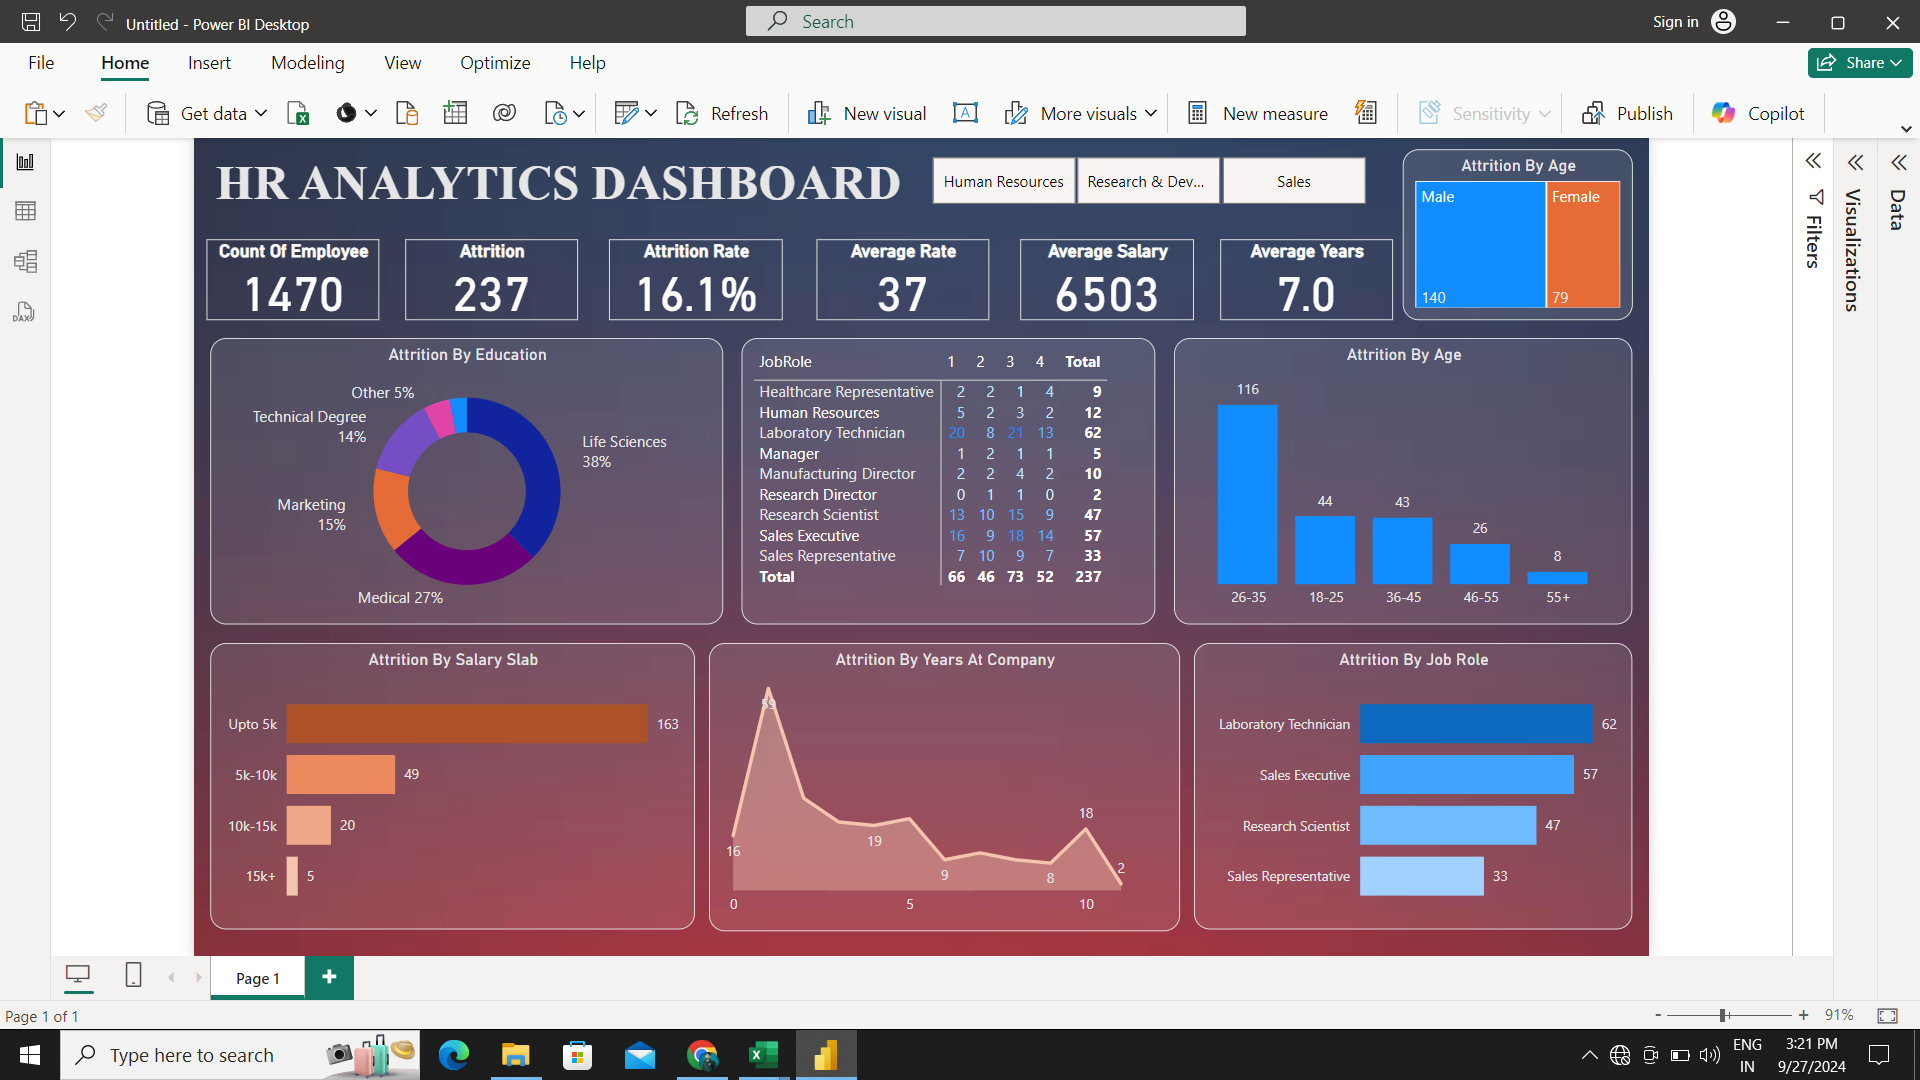 Untitled - Power BI Desktop
Search
Sign in
File Home Insert Modeling View Optimize Help
Share
Get data
Refresh
New visual
A
More visuals
New measure
Sensitivity
Publish
Copilot
DAX
HR ANALYTICS DASHBOARD
Human Resources
Research & Dev...
Sales
Attrition By Age
Male
140
Female
79
Count Of Employee
1470
Attrition
237
Attrition Rate
16.1%
Average Rate
37
Average Salary
6503
Average Years
7.0
Filters
Visualizations
Data
Attrition By Education
Other 5%
Technical Degree
14%
Life Sciences
38%
Marketing
15%
Medical 27%
JobRole 1 2 3 4 Total
Healthcare Representative 2 2 1 4 9
Human Resources 5 2 3 2 12
Laboratory Technician 20 8 21 13 62
Manager 1 2 1 1 5
Manufacturing Director 2 2 4 2 10
Research Director 0 1 1 0 2
Research Scientist 13 10 15 9 47
Sales Executive 16 9 18 14 57
Sales Representative 7 10 9 7 33
Total 66 46 73 52 237
Attrition By Age
116
44
43
26
8
26-35 18-25 36-45 46-55 55+
Attrition By Salary Slab
Upto 5k 163
5k-10k 49
10k-15k 20
15k+ 5
Attrition By Years At Company
59
16
19
9
8
18
2
0 5 10
Attrition By Job Role
Laboratory Technician 62
Sales Executive 57
Research Scientist 47
Sales Representative 33
Page 1
+
Page 1 of 1
- + 91%
Type here to search
ENG
IN
3:21 PM
9/27/2024